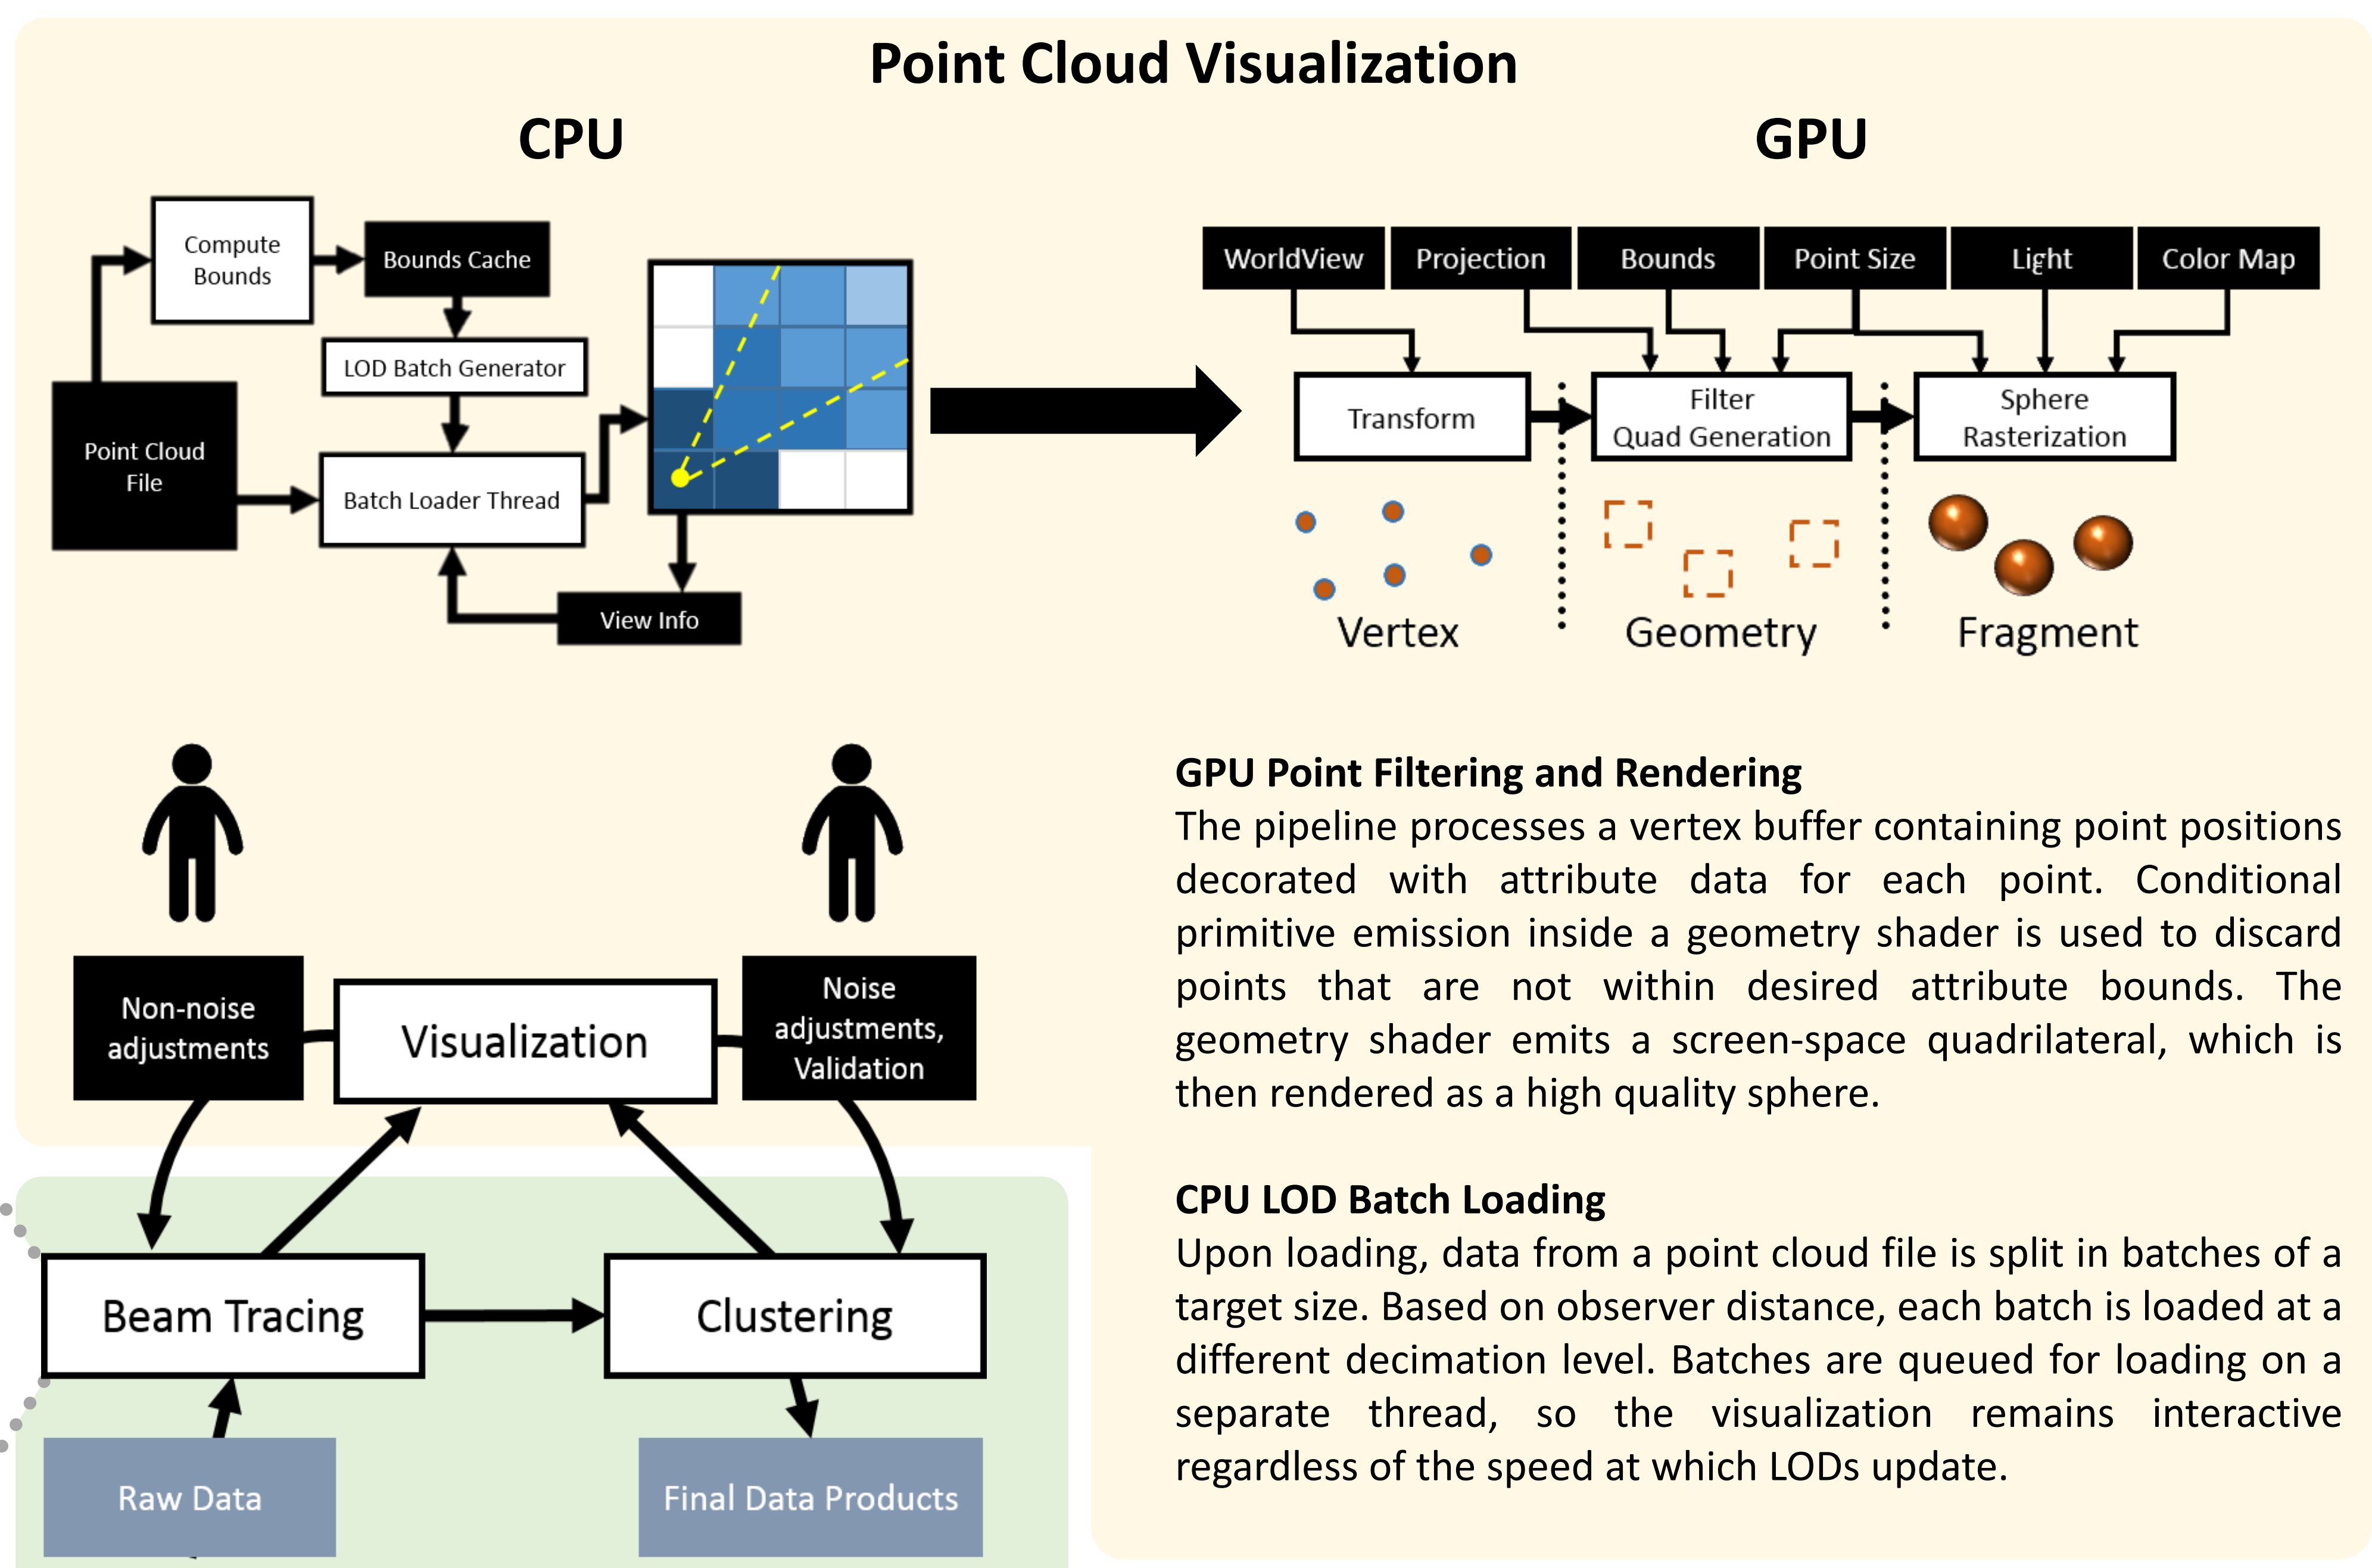 Point Cloud Visualization
CPU
GPU
Compute
Bounds
Bounds Cache
LOD Batch Generator
Point Cloud
File
Batch Loader Thread
View Info
WorldView
Projection
Bounds
Point Size
Light
Color Map
Transform
Filter
Quad Generation
Sphere
Rasterization
Vertex
Geometry
Fragment
Non-noise
adjustments
Visualization
Noise
adjustments,
Validation
Beam Tracing
Clustering
Raw Data
Final Data Products
GPU Point Filtering and Rendering
The pipeline processes a vertex buffer containing point positions
decorated with attribute data for each point. Conditional
primitive emission inside a geometry shader is used to discard
points that are not within desired attribute bounds. The
geometry shader emits a screen-space quadrilateral, which is
then rendered as a high quality sphere.
CPU LOD Batch Loading
Upon loading, data from a point cloud file is split in batches of a
target size. Based on observer distance, each batch is loaded at a
different decimation level. Batches are queued for loading on a
separate thread, so the visualization remains interactive
regardless of the speed at which LODs update.